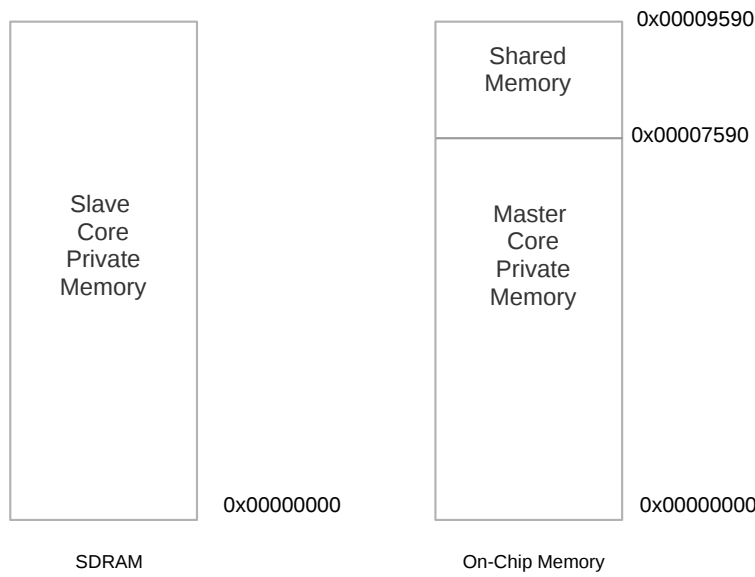 0x00009590
Shared
Memory
0x00007590
Slave
Core
Private
Memory
Master
Core
Private
Memory
0x00000000
0x00000000
SDRAM
On-Chip Memory